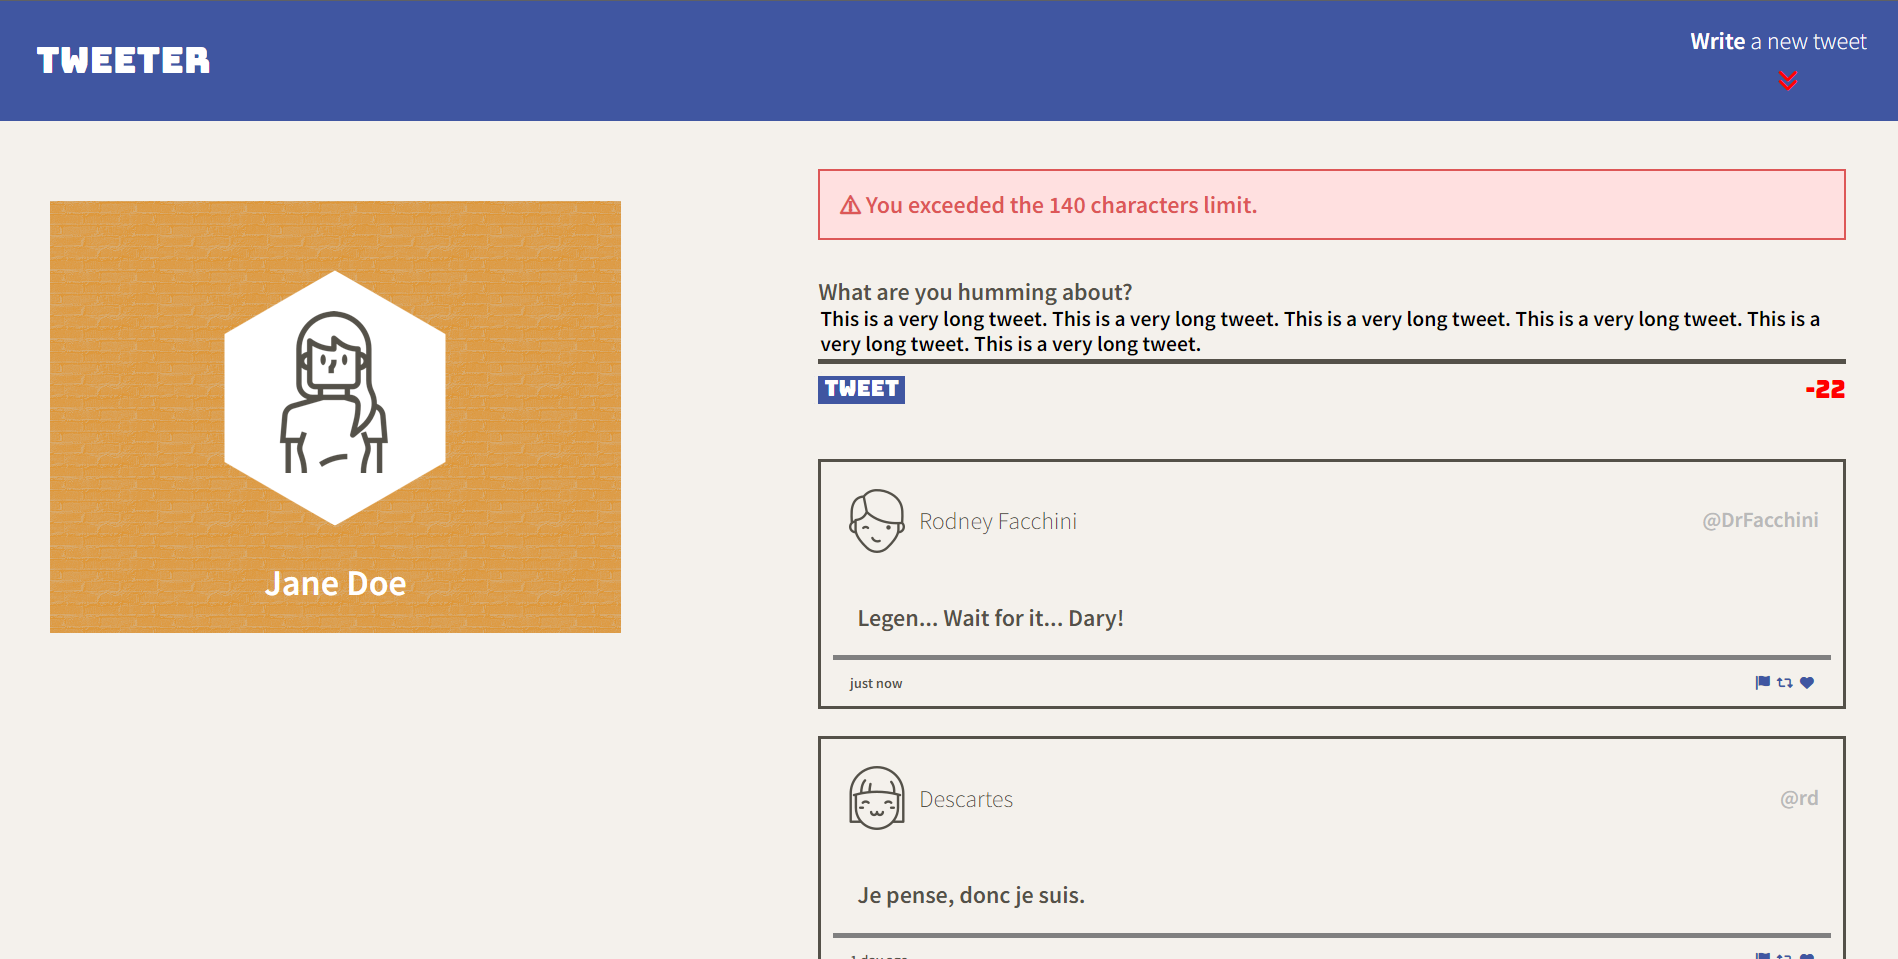 TWEETER
Write a new tweet
You exceeded the 140 characters limit.
Jane Doe
What are you humming about?
This is a very long tweet. This is a very long tweet. This is a very long tweet. This is a very long tweet. This is a
very long tweet. This is a very long tweet.
TWEET
-22
Rodney Facchini
@DrFacchini
Legen... Wait for it... Dary!
just now
Descartes
@rd
Je pense, donc je suis.